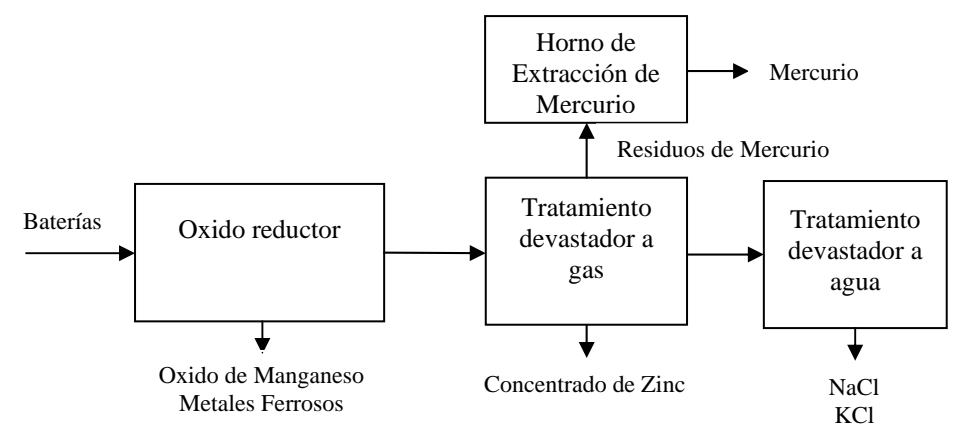 Horno de
Extracción de
Mercurio
Mercurio
Residuos de Mercurio
Baterías
Oxido reductor
Tratamiento
devastador a
gas
Tratamiento
devastador a
agua
Oxido de Manganeso
Metales Ferrosos
Concentrado de Zinc
NaCl
KCl